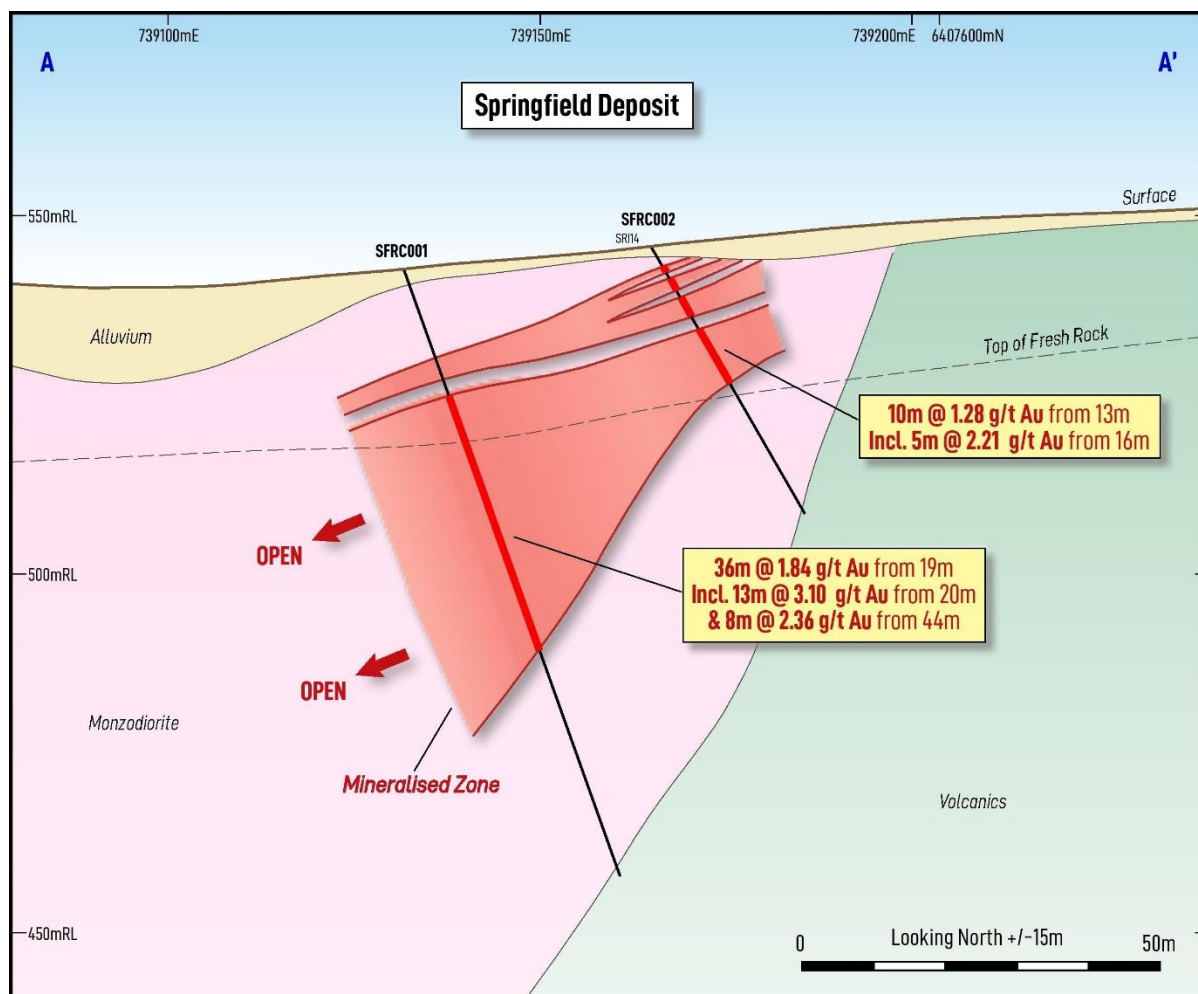 739100mE 739150mE 739200mE 6407600mN
A A'
Springfield Deposit
550mRL
Surface
SFRC002
SRI14
SFRC001
Alluvium
Top of Fresh Rock
10m @ 1.28 g/t Au from 13m
Incl. 5m @ 2.21 g/t Au from 16m
OPEN
500mRL
36m @ 1.84 g/t Au from 19m
Incl. 13m @ 3.10 g/t Au from 20m
& 8m @ 2.36 g/t Au from 44m
OPEN
Monzodiorite
Mineralised Zone
Volcanics
450mRL
0 Looking North +/-15m 50m